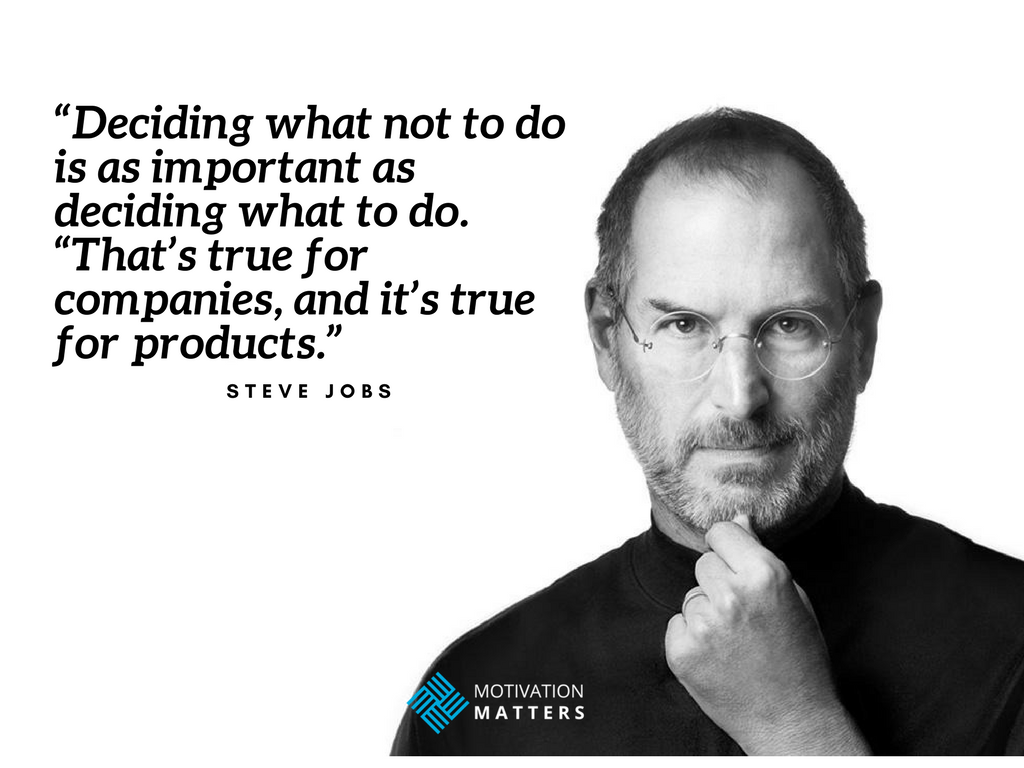 “Deciding what not to do
is as important as
deciding what to do.
“That’s true for
companies, and it’s true
for products.”
STEVE JOBS
MOTIVATION
MATTERS